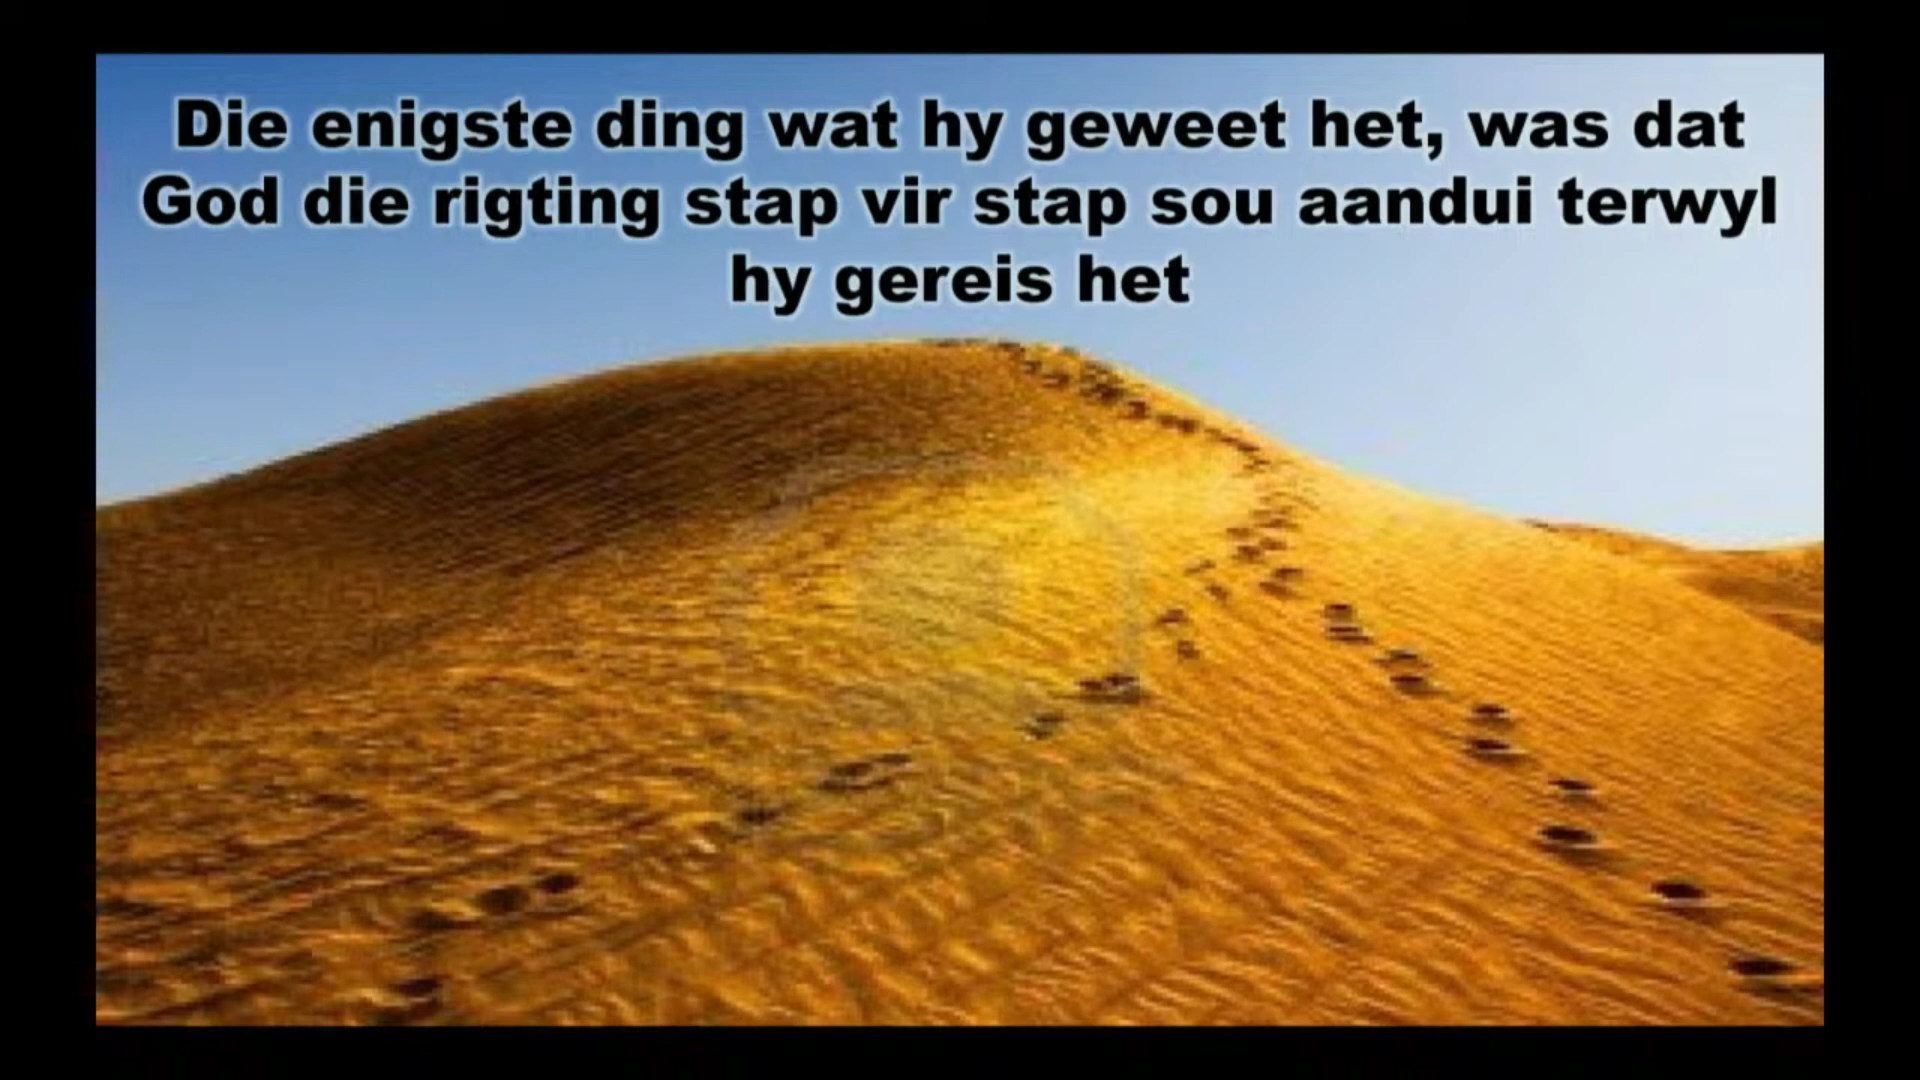 Die enigste ding wat hy geweet het, was dat
God die rigting stap vir stap sou aandui terwyl
hy gereis het